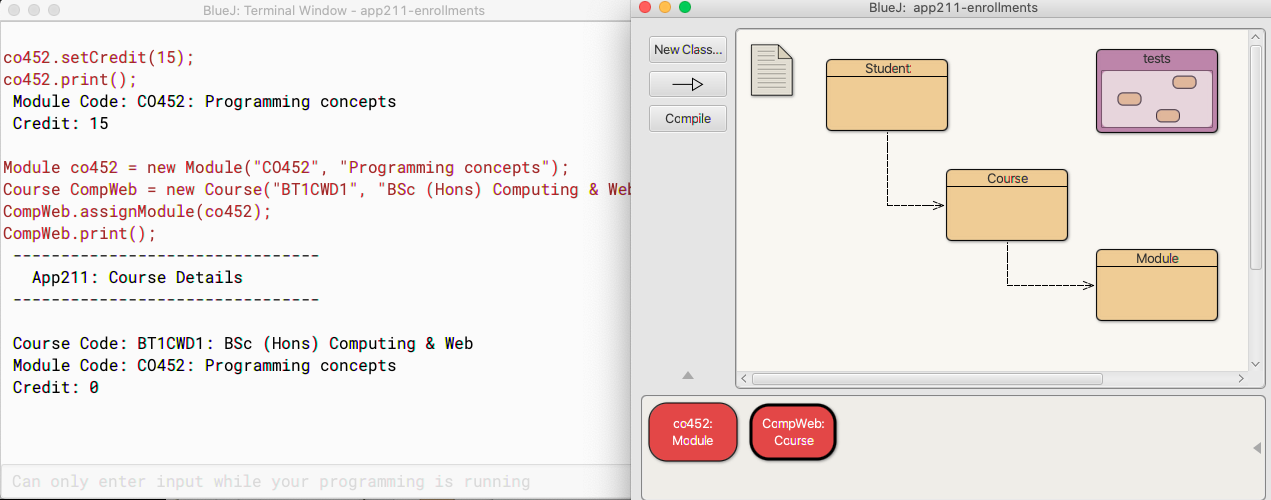 BlueJ: Terminal Window - app211-enrollments
co452.setCredit(15);
co452.print();
Module Code: CO452: Programming concepts
Credit: 15
Module co452 = new Module("CO452", "Programming concepts");
Course CompWeb = new Course("BT1CWD1", "BSc (Hons) Computing & Web
CompWeb.assignModule(co452);
CompWeb.print();
--------------------------------
App211: Course Details
--------------------------------
Course Code: BT1CWD1: BSc (Hons) Computing & Web
Module Code: CO452: Programming concepts
Credit: 0
Can only enter input while your programming is running
BlueJ: app211-enrollments
New Class...
Compile
Student
tests
Course
Module
co452:
Module
CompWeb:
Course